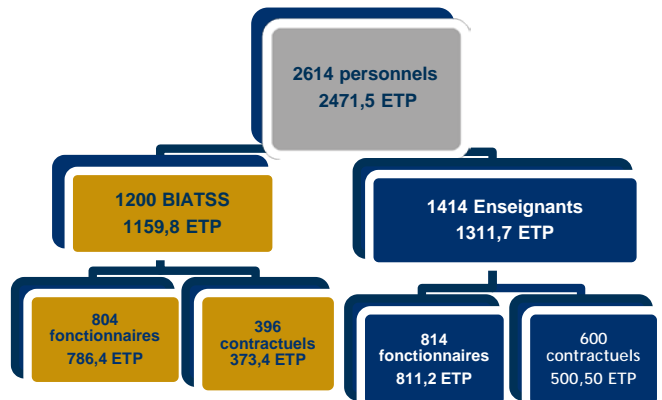 2614 personnels
2471,5 ETP
1200 BIATSS
1159,8 ETP
1414 Enseignants
1311,7 ETP
804
fonctionnaires
786,4 ETP
396
contractuels
373,4 ETP
814
fonctionnaires
811,2 ETP
600
contractuels
500,50 ETP